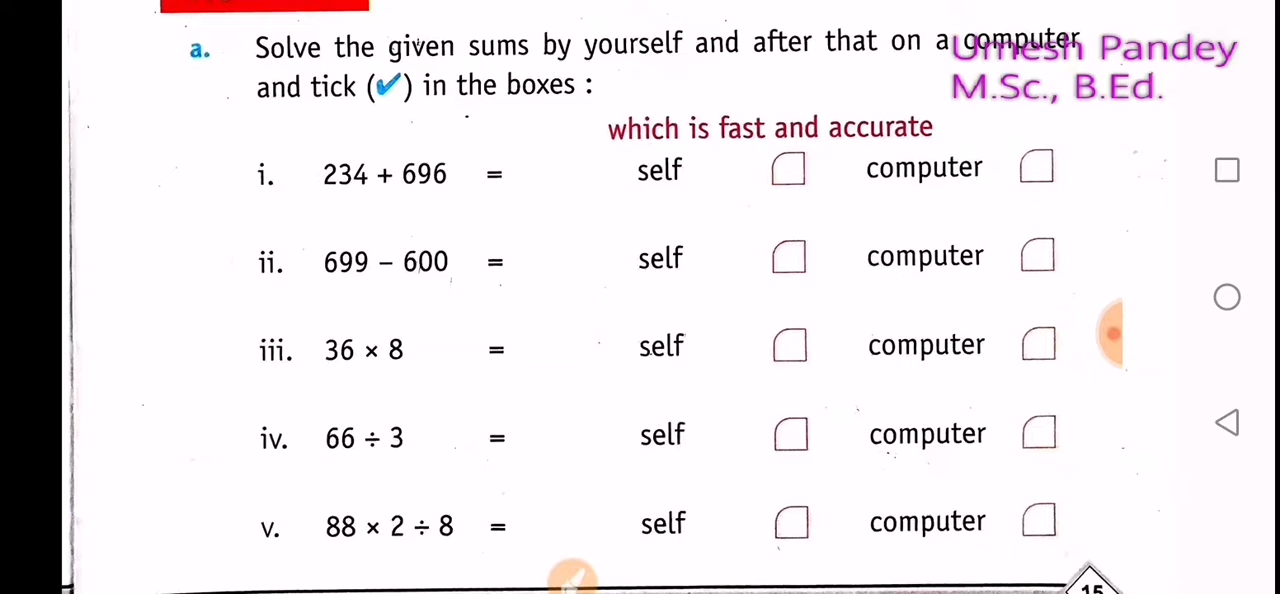 a. Solve the given sums by yourself and after that on a computer
and tick (✔) in the boxes :
Umesh Pandey
M.Sc., B.Ed.
which is fast and accurate
i. 234 + 696 = self computer
ii. 699 – 600 = self computer
iii. 36 × 8 = self computer
iv. 66 ÷ 3 = self computer
v. 88 × 2 ÷ 8 = self computer
15